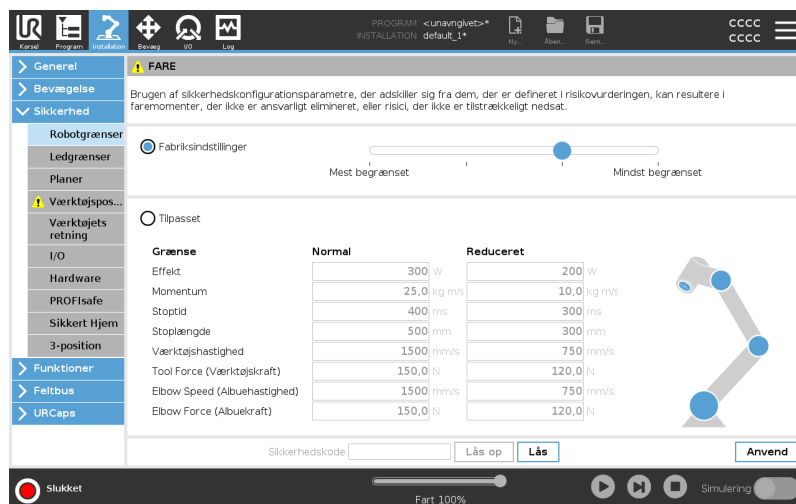 UR
PROGRAM <unavngivet>*
INSTALLATION default_1*
Kørsel Program Installation Bevæg I/O Log
Ny... Åben... Gem...
CCCC
CCCC
Generel
Bevægelse
Sikkerhed
Robotgrænser
Ledgrænser
Planer
Værktøjspos...
Værktøjets
retning
I/O
Hardware
PROFIsafe
Sikkert Hjem
3-position
Funktioner
Feltbus
URCaps
FARE
Brugen af sikkerhedskonfigurationsparametre, der adskiller sig fra dem, der er defineret i risikovurderingen, kan resultere i
faremomenter, der ikke er ansvarligt elimineret, eller risici, der ikke er tilstrækkeligt nedsat.
Fabriksindstillinger
Mest begrænset Mindst begrænset
Tilpasset
Grænse Normal Reduceret
Effekt 300 W 200 W
Momentum 25,0 kg m/s 10,0 kg m/s
Stoptid 400 ms 300 ms
Stoplængde 500 mm 300 mm
Værktøjshastighed 1500 mm/s 750 mm/s
Tool Force (Værktøjskraft) 150,0 N 120,0 N
Elbow Speed (Albuehastighed) 1500 mm/s 750 mm/s
Elbow Force (Albuekraft) 150,0 N 120,0 N
Sikkerhedskode Lås op Lås Anvend
Slukket
Fart 100%
Simulering